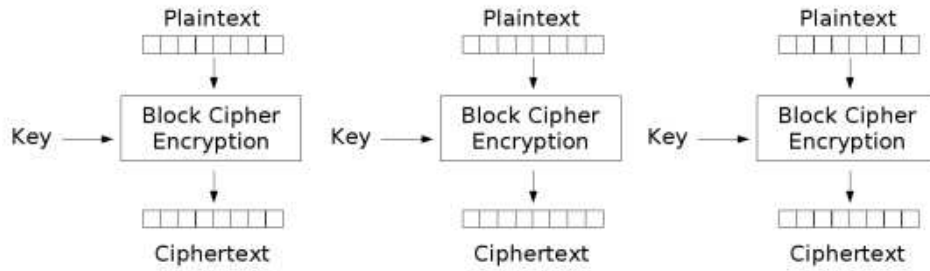 Plaintext
Key
Block Cipher
Encryption
Ciphertext
Plaintext
Key
Block Cipher
Encryption
Ciphertext
Plaintext
Key
Block Cipher
Encryption
Ciphertext